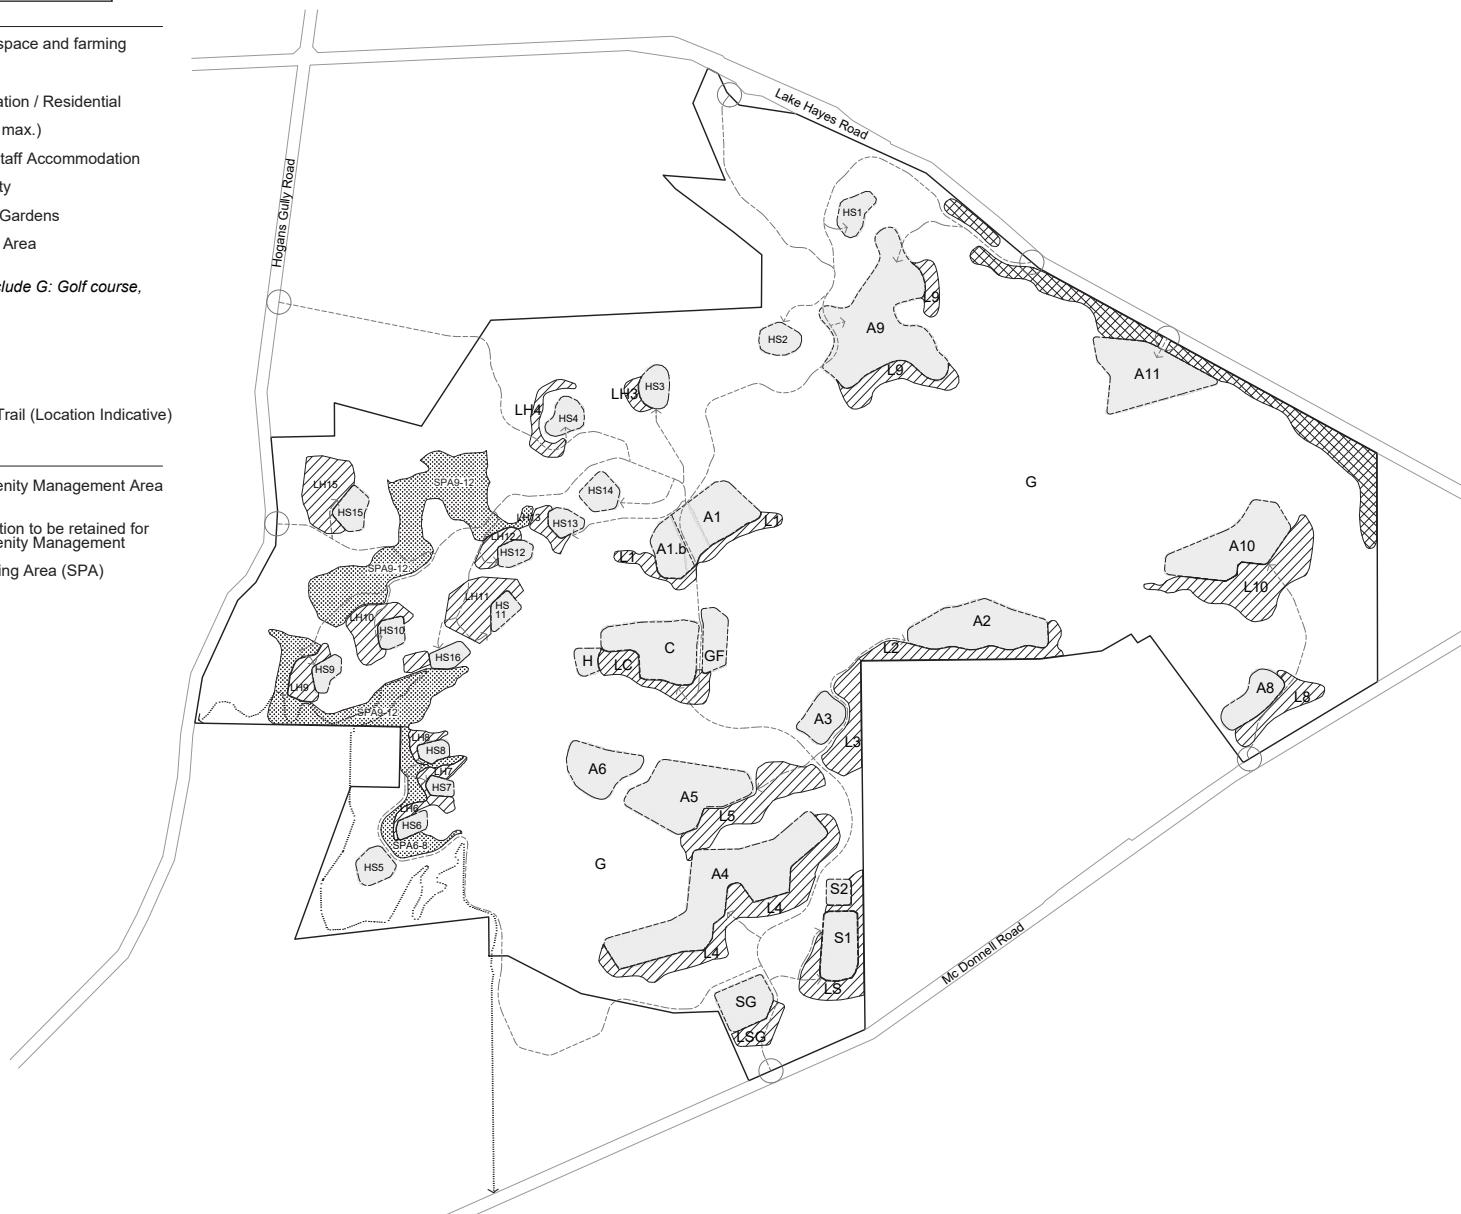 space and farming
ation / Residential
max.)
taff Accommodation
ty
Gardens
Area
clude G: Golf course,
Trail (Location Indicative)
enity Management Area
tion to be retained for
enity Management
ing Area (SPA)
Lake Hayes Road
Hogans Gully Road
HS1
L9
A9
HS2
L9
A11
LH3
HS3
LH4
HS4
G
LH15
SPA9-12
HS14
HS15
LH13
HS13
A1
L1
LH12
HS12
L1
A1.b
A10
SPA9-12
L10
LH11
HS
11
LH10
HS10
A2
H
LC
C
GF
L2
HS16
HS9
LH9
A8
L8
SPA9-12
A3
L3
LH8
HS8
LH7
HS7
A6
A5
L5
LH6
HS6
SPA6-8
HS5
G
A4
L4
S2
S1
L4
LS
SG
LSG
Mc Donnell Road